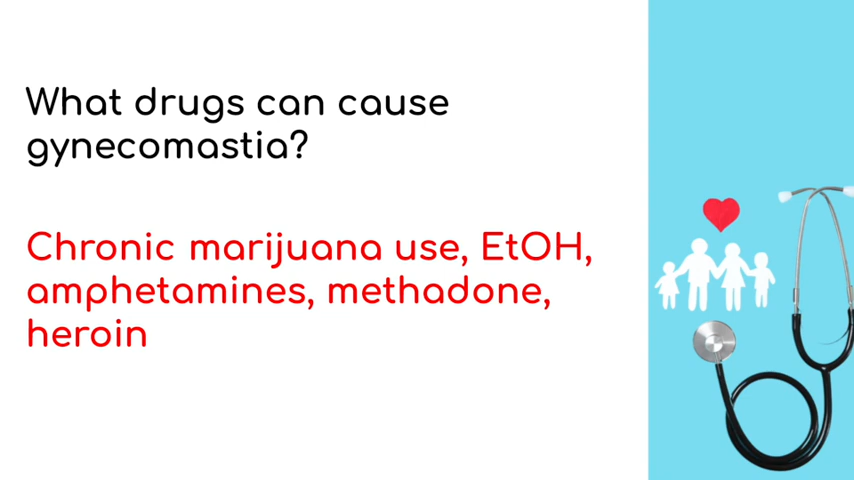 What drugs can cause
gynecomastia?
Chronic marijuana use, EtOH,
amphetamines, methadone,
heroin